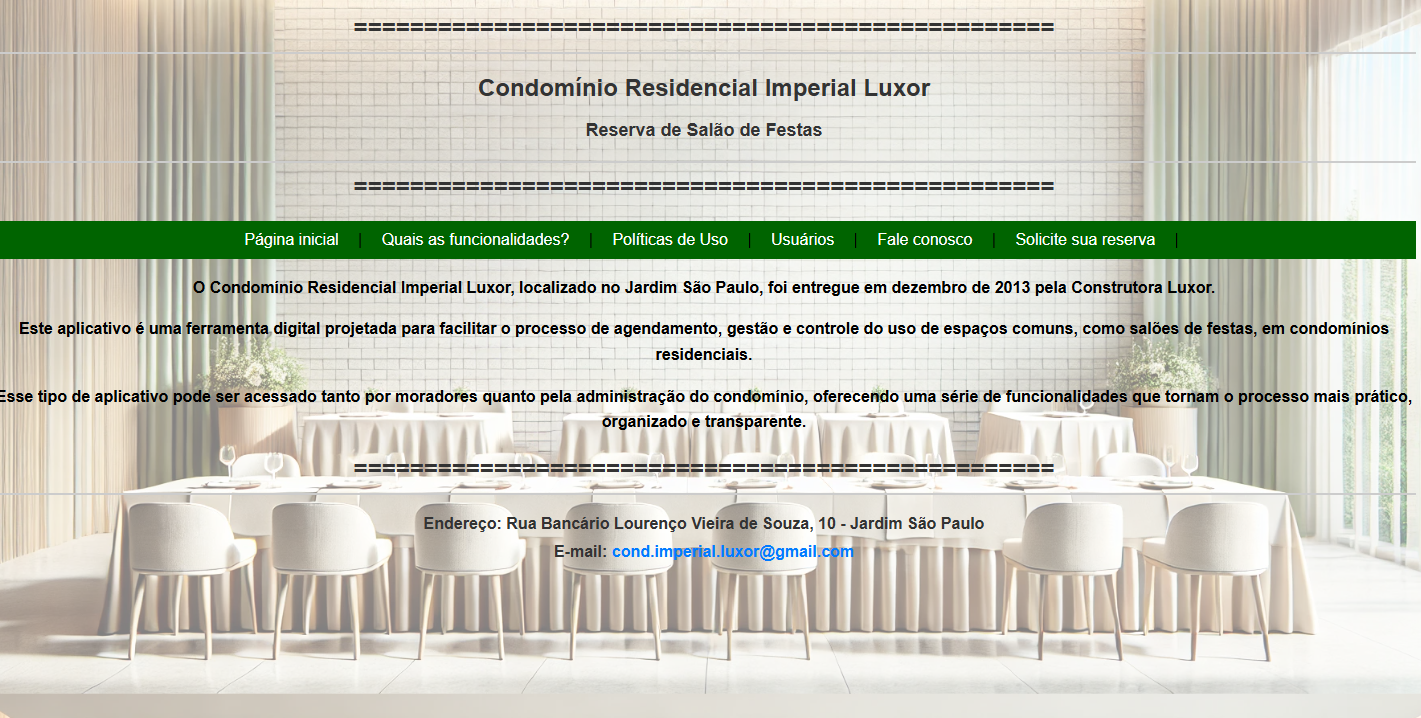 ==================================================
Condomínio Residencial Imperial Luxor
Reserva de Salão de Festas
==================================================
Página inicial | Quais as funcionalidades? | Políticas de Uso | Usuários | Fale conosco | Solicite sua reserva |
O Condomínio Residencial Imperial Luxor, localizado no Jardim São Paulo, foi entregue em dezembro de 2013 pela Construtora Luxor.
Este aplicativo é uma ferramenta digital projetada para facilitar o processo de agendamento, gestão e controle do uso de espaços comuns, como salões de festas, em condomínios
residenciais.
Esse tipo de aplicativo pode ser acessado tanto por moradores quanto pela administração do condomínio, oferecendo uma série de funcionalidades que tornam o processo mais prático,
organizado e transparente.
==================================================
Endereço: Rua Bancário Lourenço Vieira de Souza, 10 - Jardim São Paulo
E-mail: cond.imperial.luxor@gmail.com